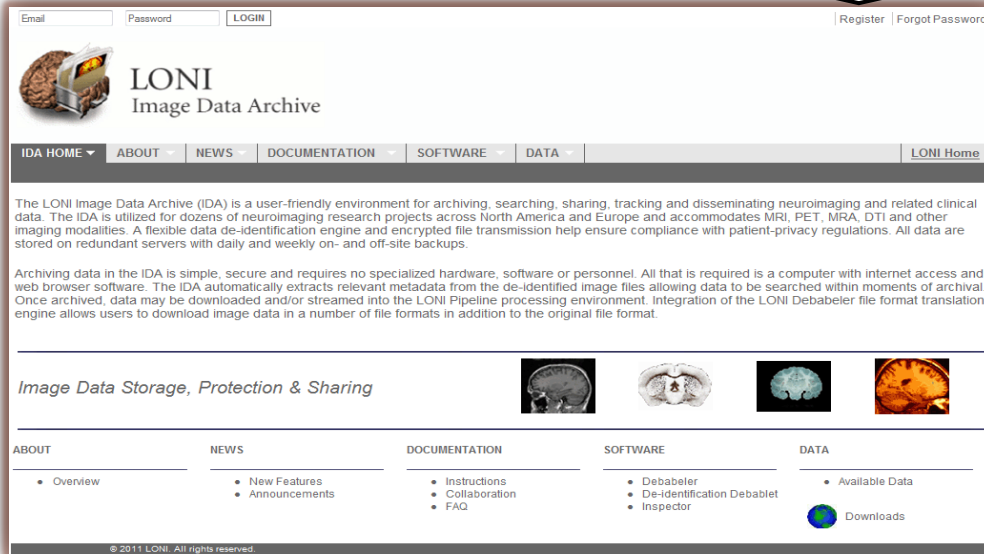 Email Password LOGIN Register Forgot Password
LONI
Image Data Archive
IDA HOME ABOUT NEWS DOCUMENTATION SOFTWARE DATA LONI Home
The LONI Image Data Archive (IDA) is a user-friendly environment for archiving, searching, sharing, tracking and disseminating neuroimaging and related clinical
data. The IDA is utilized for dozens of neuroimaging research projects across North America and Europe and accommodates MRI, PET, MRA, DTI and other
imaging modalities. A flexible data de-identification engine and encrypted file transmission help ensure compliance with patient-privacy regulations. All data are
stored on redundant servers with daily and weekly on- and off-site backups.
Archiving data in the IDA is simple, secure and requires no specialized hardware, software or personnel. All that is required is a computer with internet access and
web browser software. The IDA automatically extracts relevant metadata from the de-identified image files allowing data to be searched within moments of archival.
Once archived, data may be downloaded and/or streamed into the LONI Pipeline processing environment. Integration of the LONI Debabeler file format translation
engine allows users to download image data in a number of file formats in addition to the original file format.
Image Data Storage, Protection & Sharing
ABOUT NEWS DOCUMENTATION SOFTWARE DATA
• Overview • New Features • Instructions • Debabeler • Available Data
• Announcements • Collaboration • De-identification Debablet
• FAQ • Inspector
Downloads
© 2011 LONI. All rights reserved.